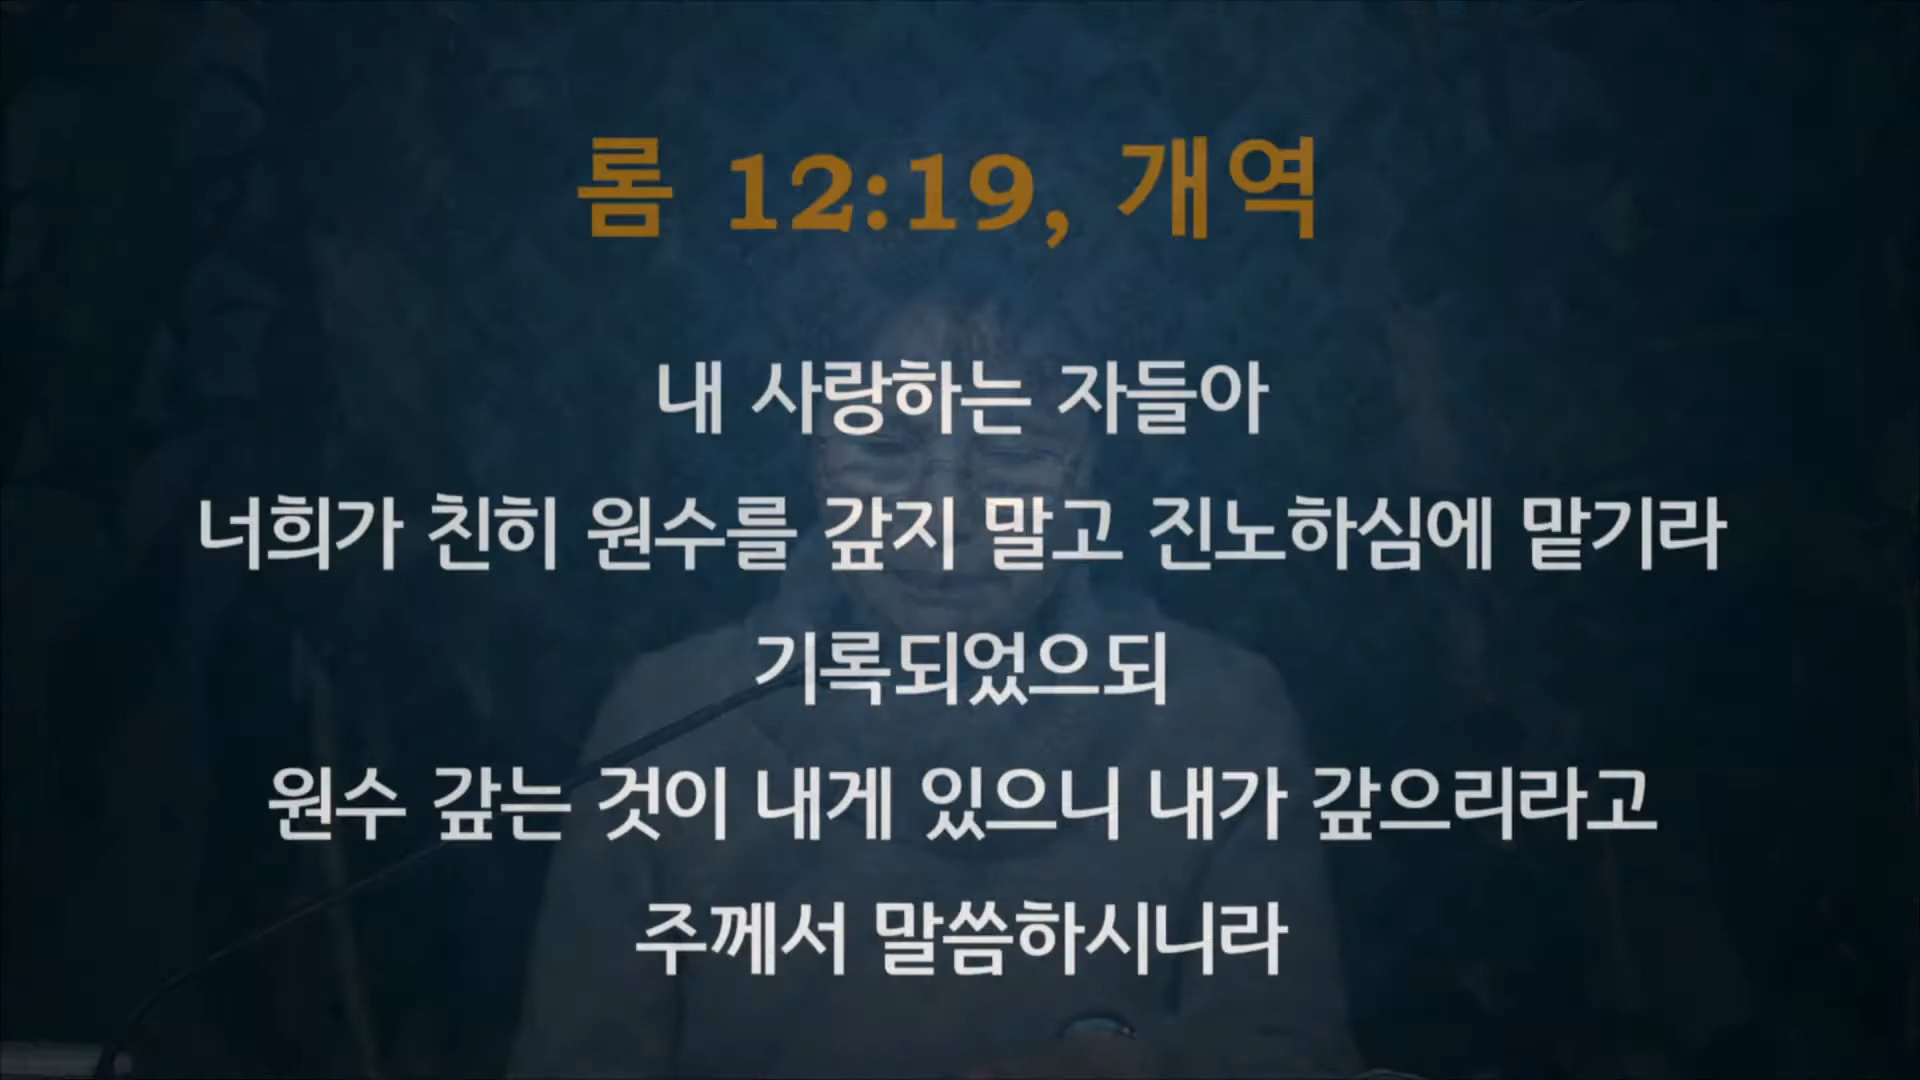 롬 12:19, 개역
내 사랑하는 자들아
너희가 친히 원수를 갚지 말고 진노하심에 맡기라
기록되었으되
원수 갚는 것이 내게 있으니 내가 갚으리라고
주께서 말씀하시니라